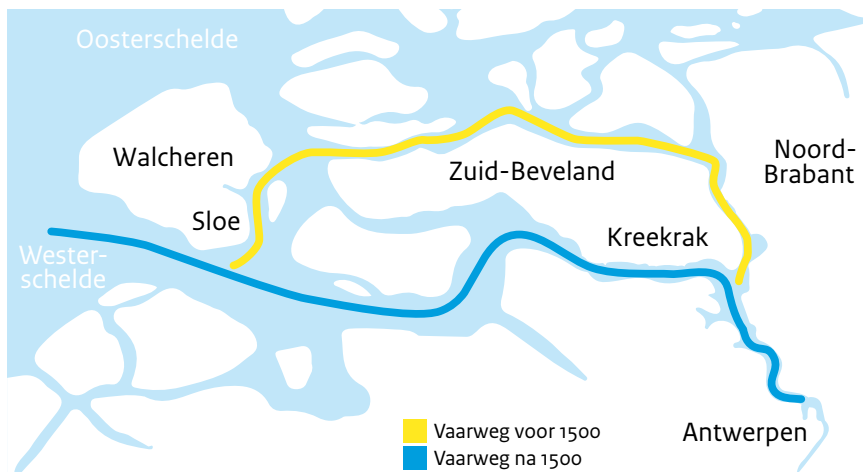 Oosterschelde
Walcheren
Noord-
Brabant
Zuid-Beveland
Sloe
Kreekrak
Wester-
schelde
Vaarweg voor 1500
Antwerpen
Vaarweg na 1500